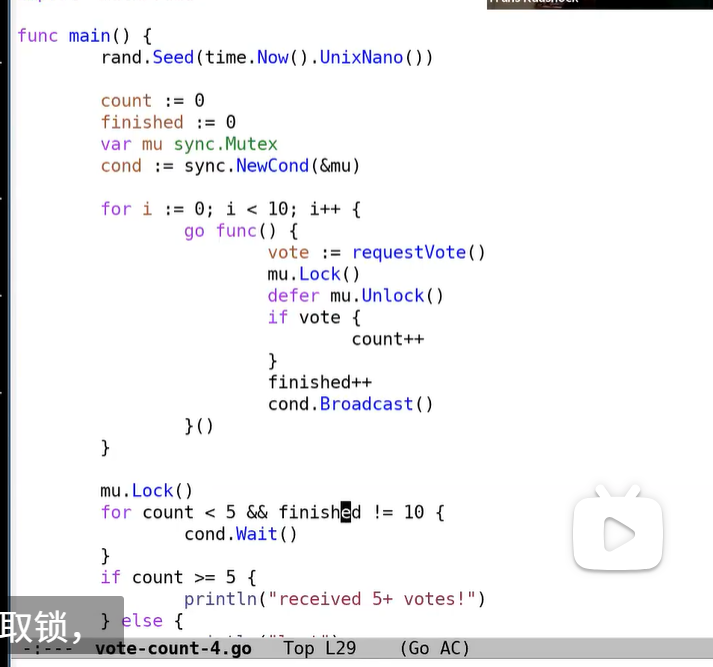 func main() {
rand.Seed(time.Now().UnixNano())
count := 0
finished := 0
var mu sync.Mutex
cond := sync.NewCond(&mu)
for i := 0; i < 10; i++ {
go func() {
vote := requestVote()
mu.Lock()
defer mu.Unlock()
if vote {
count++
}
finished++
cond.Broadcast()
}()
}
mu.Lock()
for count < 5 && finished != 10 {
cond.Wait()
}
if count >= 5 {
println("received 5+ votes!")
} else {
取锁，
-:--- vote-count-4.go Top L29 (Go AC)